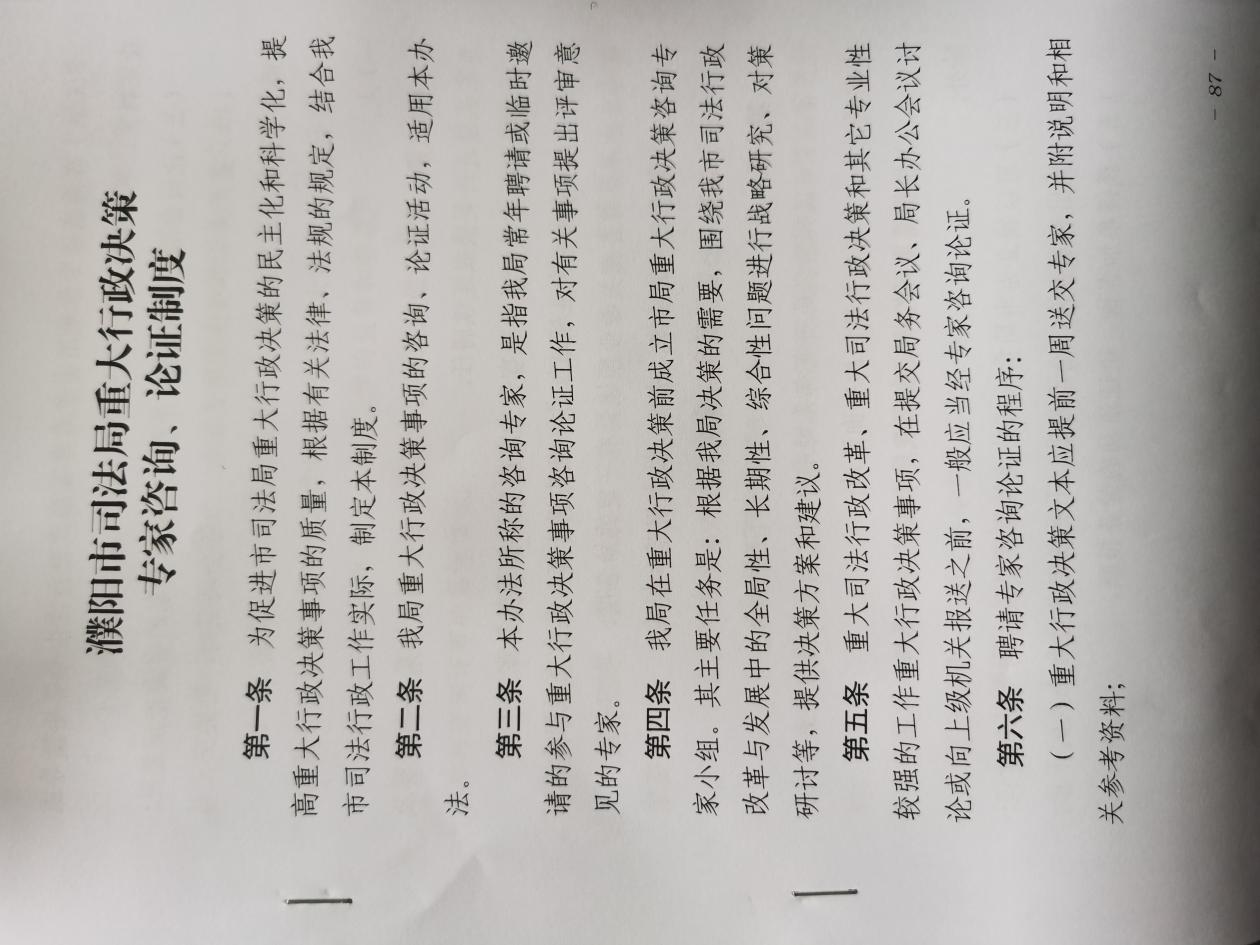 濮阳市司法局重大行政决策
专家咨询、论证制度
第一条 为促进市司法局重大行政决策的民主化和科学化，提
高重大行政决策事项的质量，根据有关法律、法规的规定，结合我
市司法行政工作实际，制定本制度。
第二条 我局重大行政决策事项的咨询、论证活动，适用本办
法。
第三条 本办法所称的咨询专家，是指我局常年聘请或临时邀
请的参与重大行政决策事项咨询论证工作，对有关事项提出评审意
见的专家。
第四条 我局在重大行政决策前成立市局重大行政决策咨询专
家小组。其主要任务是：根据我局决策的需要，围绕我市司法行政
改革与发展中的全局性、长期性、综合性问题进行战略研究、对策
研讨等，提供决策方案和建议。
第五条 重大司法行政改革、重大司法行政决策和其它专业性
较强的工作重大行政决策事项，在提交局务会议、局长办公会议讨
论或向上级机关报送之前，一般应当经专家咨询论证。
第六条 聘请专家咨询论证的程序：
（一）重大行政决策文本应提前一周送交专家，并附说明和相
关参考资料；
- 87 -